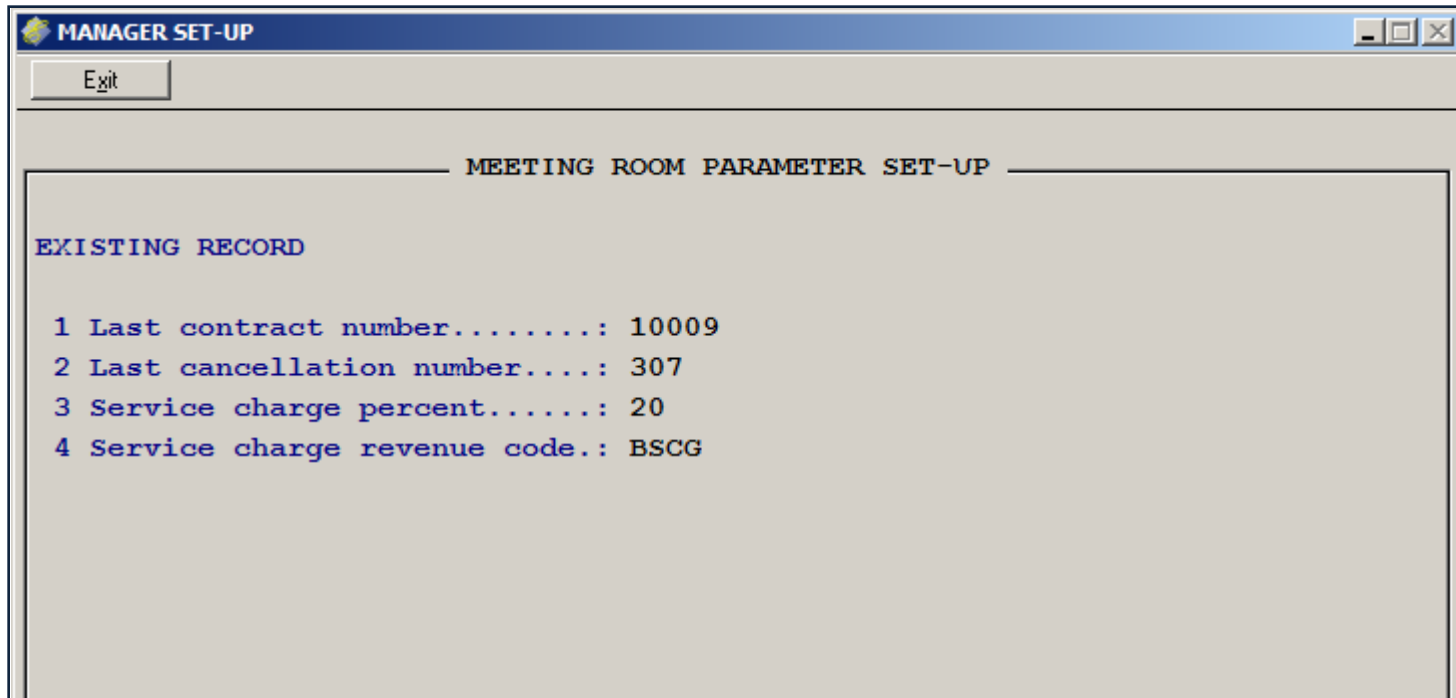 MANAGER SET-UP
Exit
MEETING ROOM PARAMETER SET-UP
EXISTING RECORD
1 Last contract number........: 10009
2 Last cancellation number....: 307
3 Service charge percent......: 20
4 Service charge revenue code.: BSCG